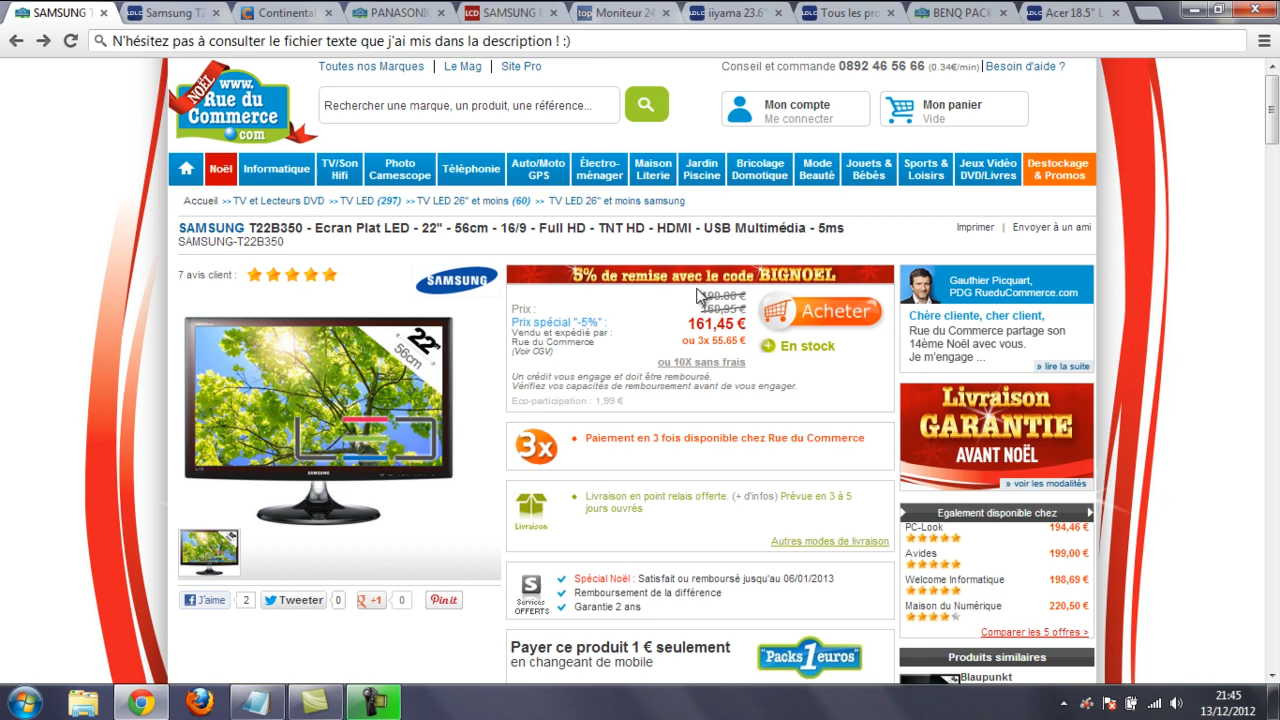 SAMSUNG T
Samsung T2
Continental
PANASONIC
SAMSUNG L
Moniteur 24
iiyama 23.6
Tous les pro
BENQ PACK
Acer 18.5" L
N'hésitez pas à consulter le fichier texte que j'ai mis dans la description ! :)
Toutes nos Marques | Le Mag | Site Pro
Conseil et commande 0892 46 56 66 (0.34€/min) | Besoin d'aide ?
NOËL
www.
Rue du
Commerce
.com
Rechercher une marque, un produit, une référence...
Mon compte
Me connecter
Mon panier
Vide
Noël
Informatique
TV/Son
Hifi
Photo
Camescope
Téléphonie
Auto/Moto
GPS
Électro-
ménager
Maison
Literie
Jardin
Piscine
Bricolage
Domotique
Mode
Beauté
Jouets &
Bébés
Sports &
Loisirs
Jeux Vidéo
DVD/Livres
Destockage
& Promos
Accueil >> TV et Lecteurs DVD >> TV LED (297) >> TV LED 26" et moins (60) >> TV LED 26" et moins samsung
SAMSUNG T22B350 - Ecran Plat LED - 22" - 56cm - 16/9 - Full HD - TNT HD - HDMI - USB Multimédia - 5ms
SAMSUNG-T22B350
Imprimer | Envoyer à un ami
7 avis client :
SAMSUNG
22"
56cm
SAMSUNG
J'aime 2
Tweeter 0
+1 0
Pin it
5% de remise avec le code BIGNOEL
Prix : 169,95 €
Prix spécial "-5%" : 161,45 €
Vendu et expédié par :
Rue du Commerce
(Voir CGV)
ou 3x 55.65 €
ou 10X sans frais
Acheter
En stock
Un crédit vous engage et doit être remboursé.
Vérifiez vos capacités de remboursement avant de vous engager.
Eco-participation : 1,99 €
3x
Paiement en 3 fois disponible chez Rue du Commerce
Livraison
Livraison en point relais offerte. (+ d'infos) Prévue en 3 à 5
jours ouvrés
Autres modes de livraison
S
Services
OFFERTS
Spécial Noël : Satisfait ou remboursé jusqu'au 06/01/2013
Remboursement de la différence
Garantie 2 ans
Payer ce produit 1 € seulement
en changeant de mobile
Packs 1 euros
Gauthier Picquart,
PDG RueduCommerce.com
Chère cliente, cher client,
Rue du Commerce partage son
14ème Noël avec vous.
Je m'engage ...
» lire la suite
Livraison
GARANTIE
AVANT NOËL
» voir les modalités
Egalement disponible chez
PC-Look 194,46 €
Avides 199,00 €
Welcome Informatique 198,69 €
Maison du Numérique 220,50 €
Comparer les 5 offres >
Produits similaires
Blaupunkt
21:45
13/12/2012